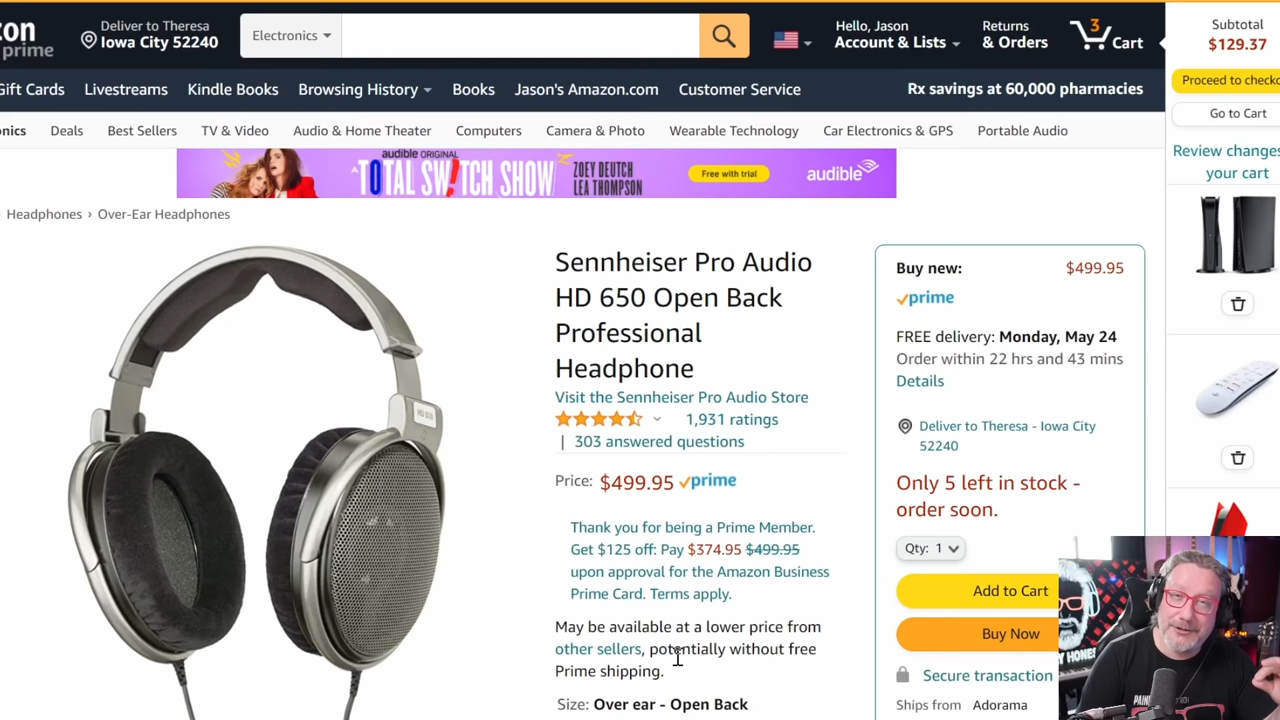 zon
prime
Deliver to Theresa
Iowa City 52240
Electronics
Hello, Jason
Account & Lists
Returns
& Orders
3
Cart
Subtotal
$129.37
Gift Cards
Livestreams
Kindle Books
Browsing History
Books
Jason's Amazon.com
Customer Service
Rx savings at 60,000 pharmacies
Proceed to checko
Go to Cart
Review changes
your cart
onics
Deals
Best Sellers
TV & Video
Audio & Home Theater
Computers
Camera & Photo
Wearable Technology
Car Electronics & GPS
Portable Audio
audible ORIGINAL
TOTAL SW!TCH SHOW
ZOEY DEUTCH
LEA THOMPSON
Free with trial
audible
Headphones › Over-Ear Headphones
Sennheiser Pro Audio
HD 650 Open Back
Professional
Headphone
Visit the Sennheiser Pro Audio Store
1,931 ratings
| 303 answered questions
Price: $499.95 prime
Thank you for being a Prime Member.
Get $125 off: Pay $374.95 $499.95
upon approval for the Amazon Business
Prime Card. Terms apply.
May be available at a lower price from
other sellers, potentially without free
Prime shipping.
Size: Over ear - Open Back
Buy new: $499.95
prime
FREE delivery: Monday, May 24
Order within 22 hrs and 43 mins
Details
Deliver to Theresa - Iowa City
52240
Only 5 left in stock -
order soon.
Qty: 1
Add to Cart
Buy Now
Secure transaction
Ships from Adorama